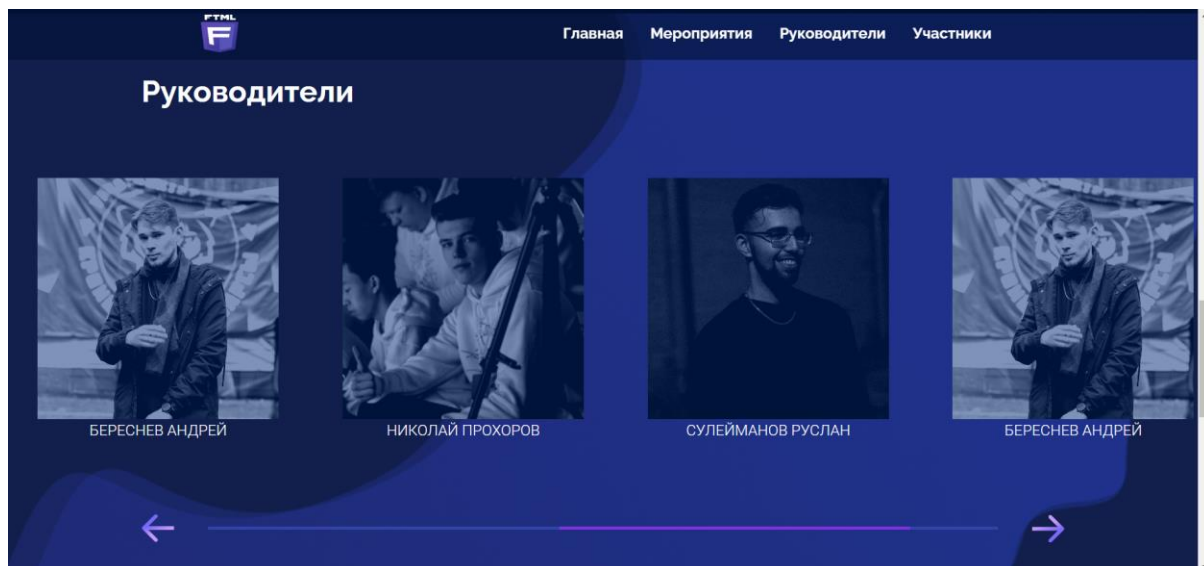 FTML
F
Главная Мероприятия Руководители Участники
Руководители
БЕРЕСНЕВ АНДРЕЙ
НИКОЛАЙ ПРОХОРОВ
СУЛЕЙМАНОВ РУСЛАН
БЕРЕСНЕВ АНДРЕЙ